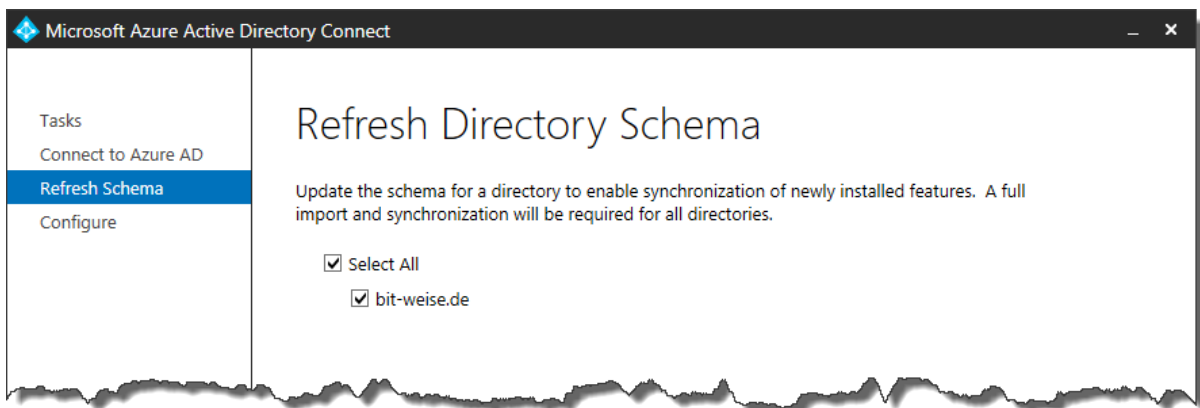 Microsoft Azure Active Directory Connect
Tasks
Connect to Azure AD
Refresh Schema
Configure
Refresh Directory Schema
Update the schema for a directory to enable synchronization of newly installed features.  A full
import and synchronization will be required for all directories.
Select All
bit-weise.de